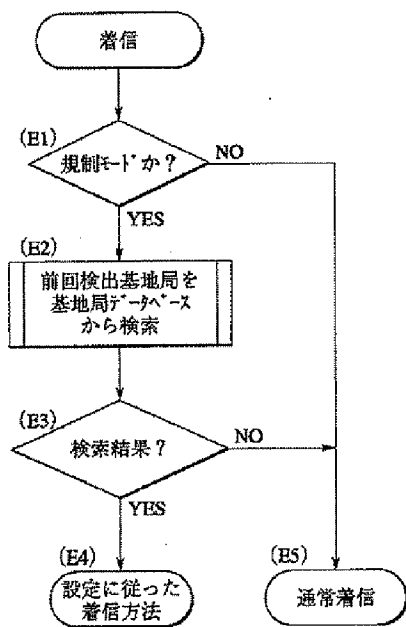 着信
(E1)
規制モードか?
NO
YES
(E2)
前回検出基地局を
基地局データベース
から検索
(E3)
検索結果?
NO
YES
(E4)
設定に従った
着信方法
(E5)
通常着信